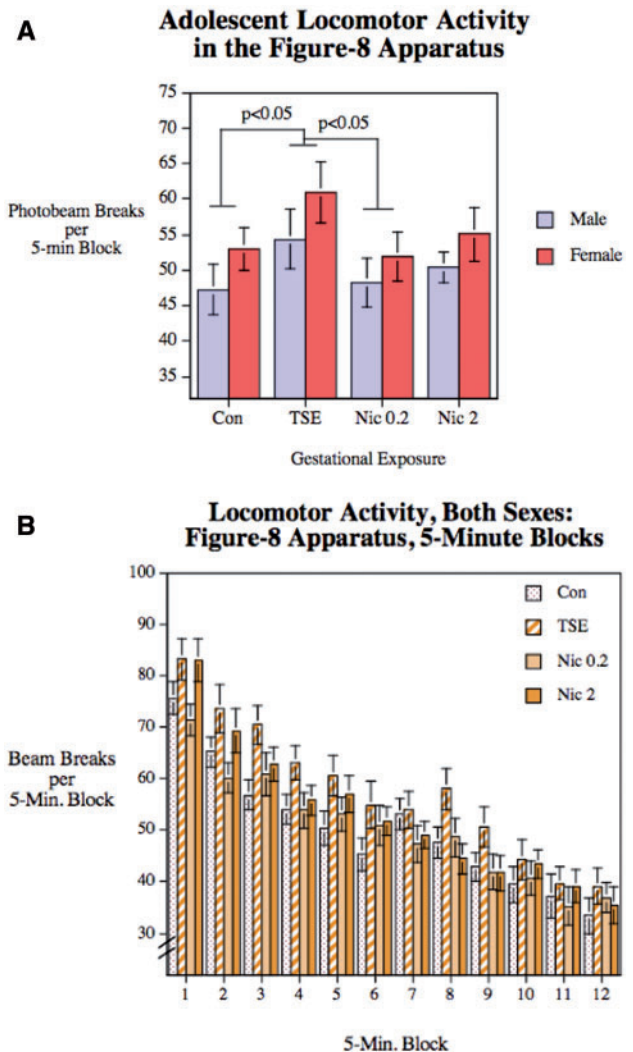 A
Adolescent Locomotor Activity
in the Figure-8 Apparatus
75
70
65
60
55
50
45
40
35
p<0.05
p<0.05
Photobeam Breaks
per
5-min Block
Male
Female
Con
TSE
Nic 0.2
Nic 2
Gestational Exposure
B
Locomotor Activity, Both Sexes:
Figure-8 Apparatus, 5-Minute Blocks
100
90
80
70
60
50
40
30
Con
TSE
Nic 0.2
Nic 2
Beam Breaks
per
5-Min. Block
1 2 3 4 5 6 7 8 9 10 11 12
5-Min. Block